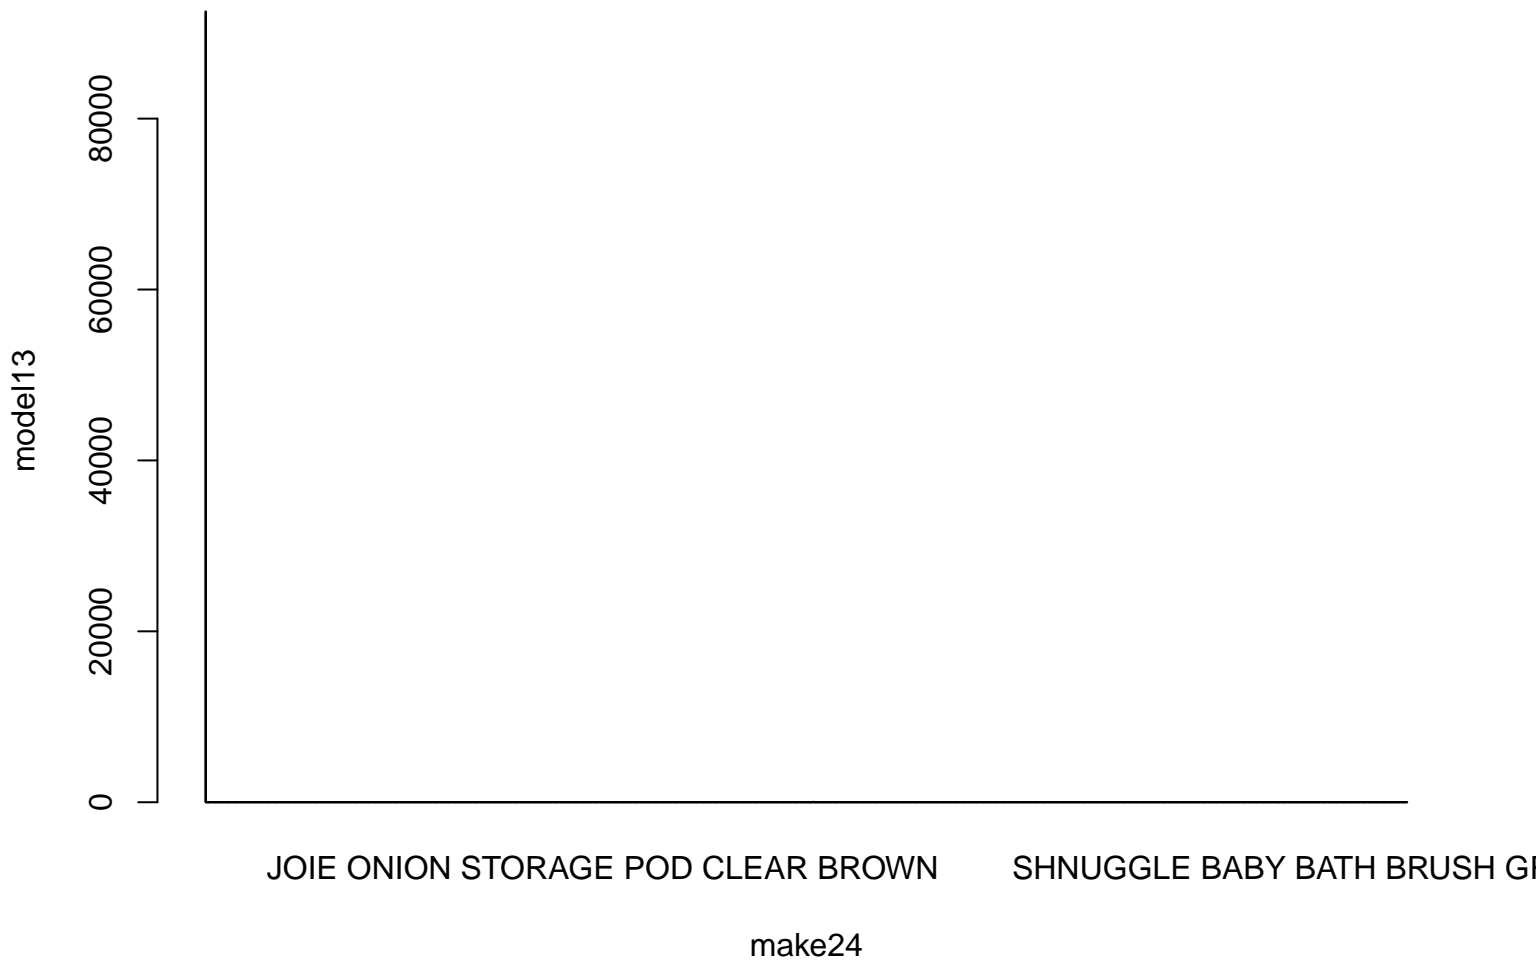 80000
60000
model13
40000
20000
0
JOIE ONION STORAGE POD CLEAR BROWN
SHNUGGLE BABY BATH BRUSH
make24